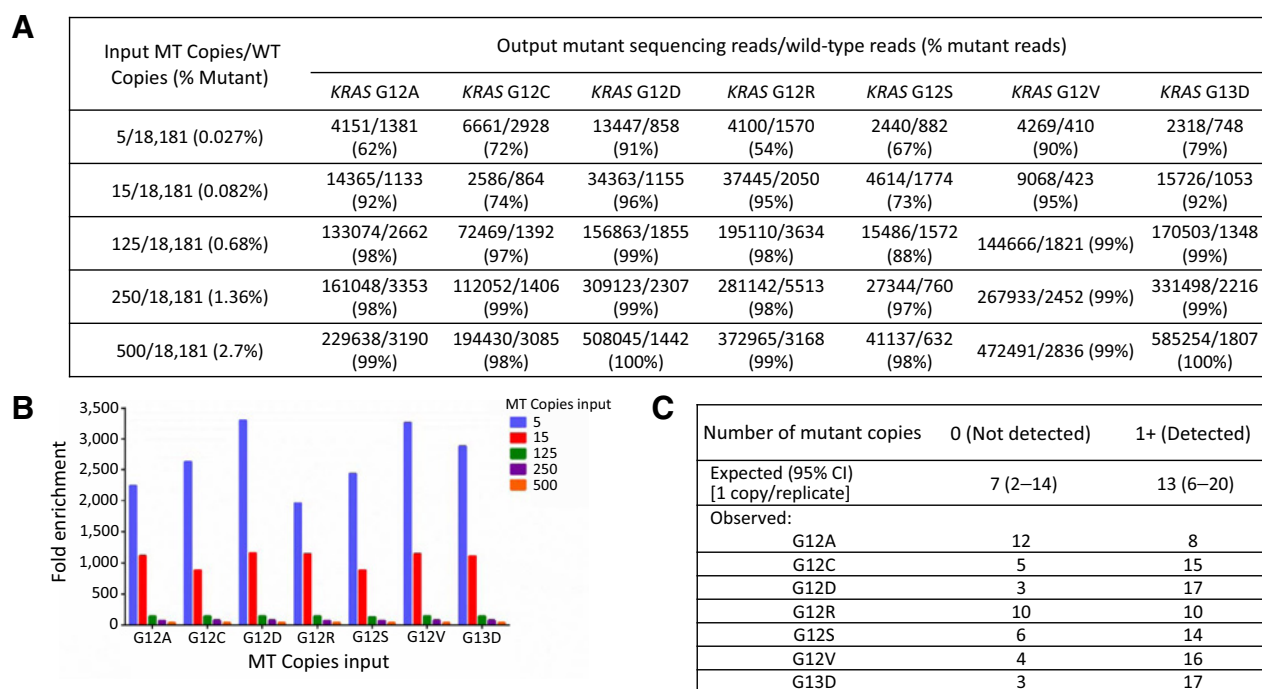 A
Input MT Copies/WT
Copies (% Mutant)
Output mutant sequencing reads/wild-type reads (% mutant reads)
KRAS G12A KRAS G12C KRAS G12D KRAS G12R KRAS G12S KRAS G12V KRAS G13D
5/18,181 (0.027%) 4151/1381 6661/2928 13447/858 4100/1570 2440/882 4269/410 2318/748
(62%) (72%) (91%) (54%) (67%) (90%) (79%)
15/18,181 (0.082%) 14365/1133 2586/864 34363/1155 37445/2050 4614/1774 9068/423 15726/1053
(92%) (74%) (96%) (95%) (73%) (95%) (92%)
125/18,181 (0.68%) 133074/2662 72469/1392 156863/1855 195110/3634 15486/1572 144666/1821 (99%) 170503/1348
(98%) (97%) (99%) (98%) (88%) (99%)
250/18,181 (1.36%) 161048/3353 112052/1406 309123/2307 281142/5513 27344/760 267933/2452 (99%) 331498/2216
(98%) (99%) (99%) (98%) (97%) (99%)
500/18,181 (2.7%) 229638/3190 194430/3085 508045/1442 372965/3168 41137/632 472491/2836 (99%) 585254/1807
(99%) (98%) (100%) (99%) (98%) (100%)
B
Fold enrichment
3,500
3,000
2,500
2,000
1,500
1,000
500
0
G12A G12C G12D G12R G12S G12V G13D
MT Copies input
MT Copies input
5
15
125
250
500
C
Number of mutant copies 0 (Not detected) 1+ (Detected)
Expected (95% CI)
[1 copy/replicate] 7 (2–14) 13 (6–20)
Observed:
G12A 12 8
G12C 5 15
G12D 3 17
G12R 10 10
G12S 6 14
G12V 4 16
G13D 3 17